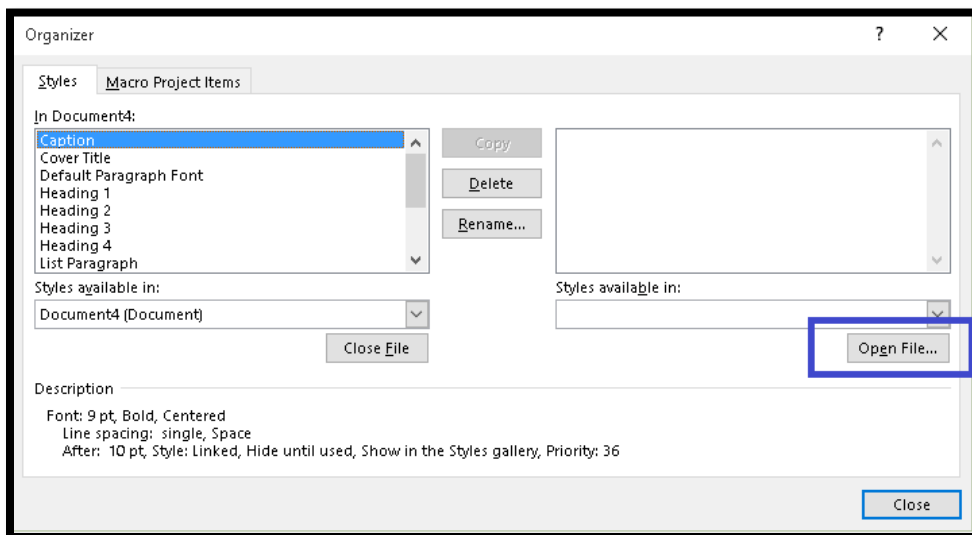 Organizer
?
Styles
Macro Project Items
In Document4:
Caption
Cover Title
Default Paragraph Font
Heading 1
Heading 2
Heading 3
Heading 4
List Paragraph
Copy
Delete
Rename...
Styles available in:
Document4 (Document)
Close File
Styles available in:
Open File...
Description
Font: 9 pt, Bold, Centered
Line spacing: single, Space
After: 10 pt, Style: Linked, Hide until used, Show in the Styles gallery, Priority: 36
Close